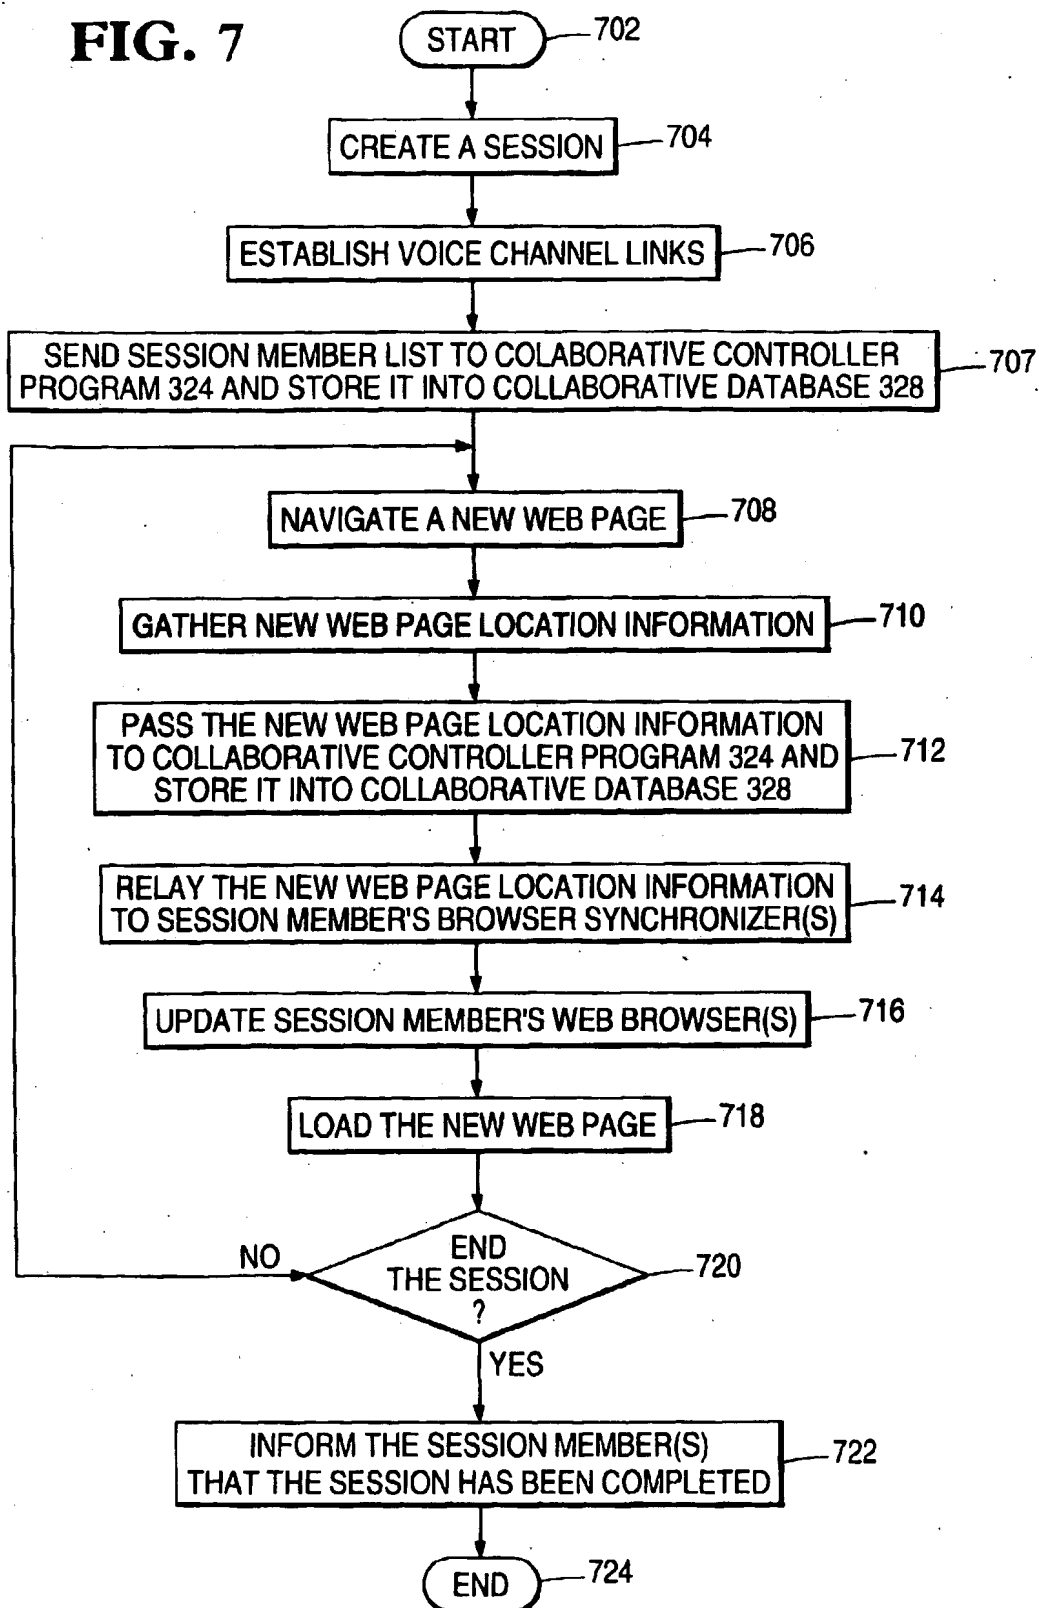 FIG. 7
START
702
CREATE A SESSION
704
ESTABLISH VOICE CHANNEL LINKS
706
SEND SESSION MEMBER LIST TO COLABORATIVE CONTROLLER
PROGRAM 324 AND STORE IT INTO COLLABORATIVE DATABASE 328
707
NAVIGATE A NEW WEB PAGE
708
GATHER NEW WEB PAGE LOCATION INFORMATION
710
PASS THE NEW WEB PAGE LOCATION INFORMATION
TO COLLABORATIVE CONTROLLER PROGRAM 324 AND
STORE IT INTO COLLABORATIVE DATABASE 328
712
RELAY THE NEW WEB PAGE LOCATION INFORMATION
TO SESSION MEMBER'S BROWSER SYNCHRONIZER(S)
714
UPDATE SESSION MEMBER'S WEB BROWSER(S)
716
LOAD THE NEW WEB PAGE
718
NO
END
THE SESSION
?
720
YES
INFORM THE SESSION MEMBER(S)
THAT THE SESSION HAS BEEN COMPLETED
722
END
724